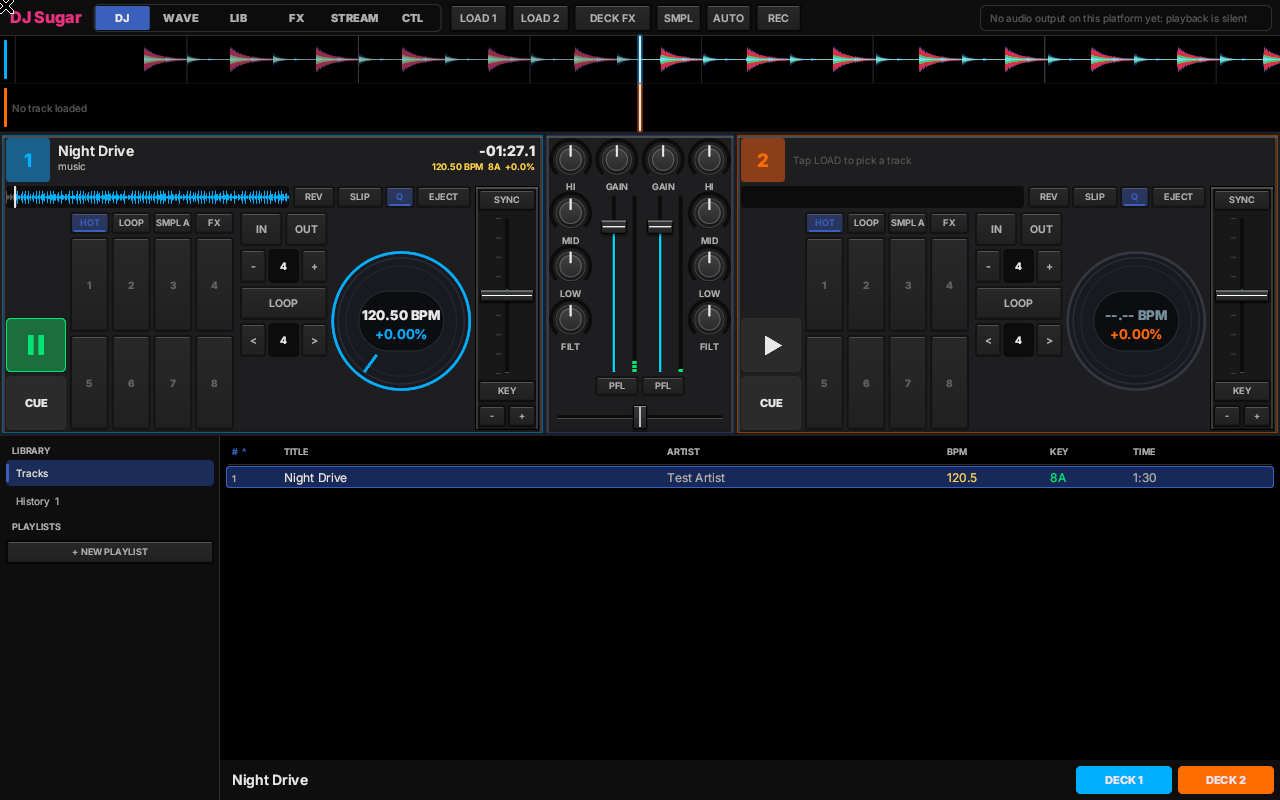 DJ Sugar DJ WAVE LIB FX STREAM CTL LOAD 1 LOAD 2 DECK FX SMPL AUTO REC No audio output on this platform yet: playback is silent
No track loaded
1 Night Drive -01:27.1
music 120.50 BPM 8A +0.0%
REV SLIP Q EJECT SYNC
HOT LOOP SMPL A FX IN OUT
1 2 3 4 - 4 +
LOOP
120.50 BPM
+0.00%
< 4 >
5 6 7 8
CUE
KEY
- +
HI GAIN GAIN HI
MID MID
LOW LOW
FILT FILT
PFL PFL
2 Tap LOAD to pick a track
REV SLIP Q EJECT SYNC
HOT LOOP SMPL A FX IN OUT
1 2 3 4 - 4 +
LOOP
--.-- BPM
+0.00%
< 4 >
5 6 7 8
CUE
KEY
- +
LIBRARY
Tracks
History 1
PLAYLISTS
+ NEW PLAYLIST
# ^ TITLE ARTIST BPM KEY TIME
1 Night Drive Test Artist 120.5 8A 1:30
Night Drive DECK 1 DECK 2